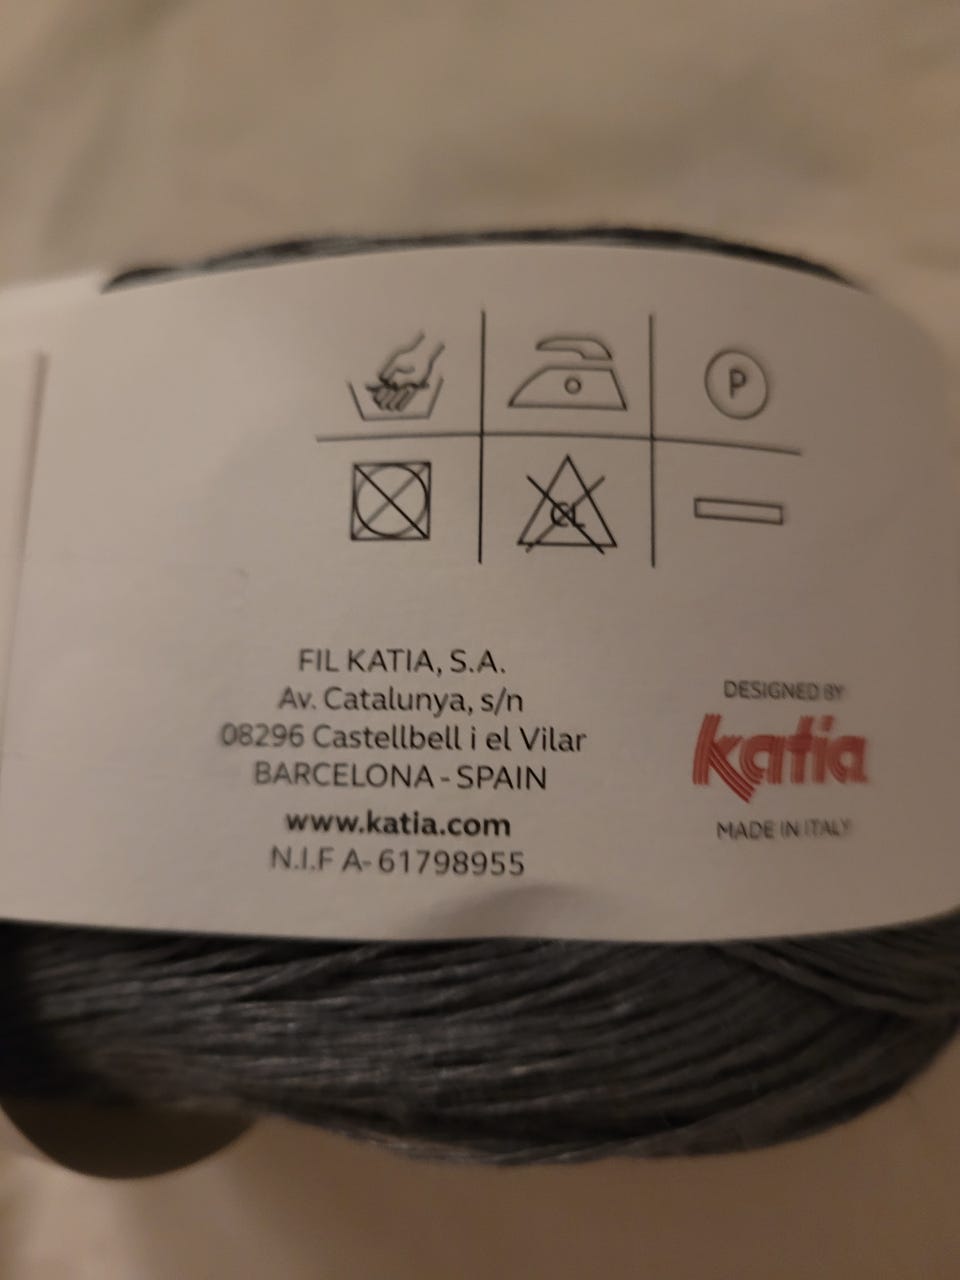 P
CL
FIL KATIA, S.A.
Av. Catalunya, s/n
08296 Castellbell i el Vilar
BARCELONA - SPAIN
www.katia.com
N.I.F A- 61798955
DESIGNED BY
katia
MADE IN ITALY